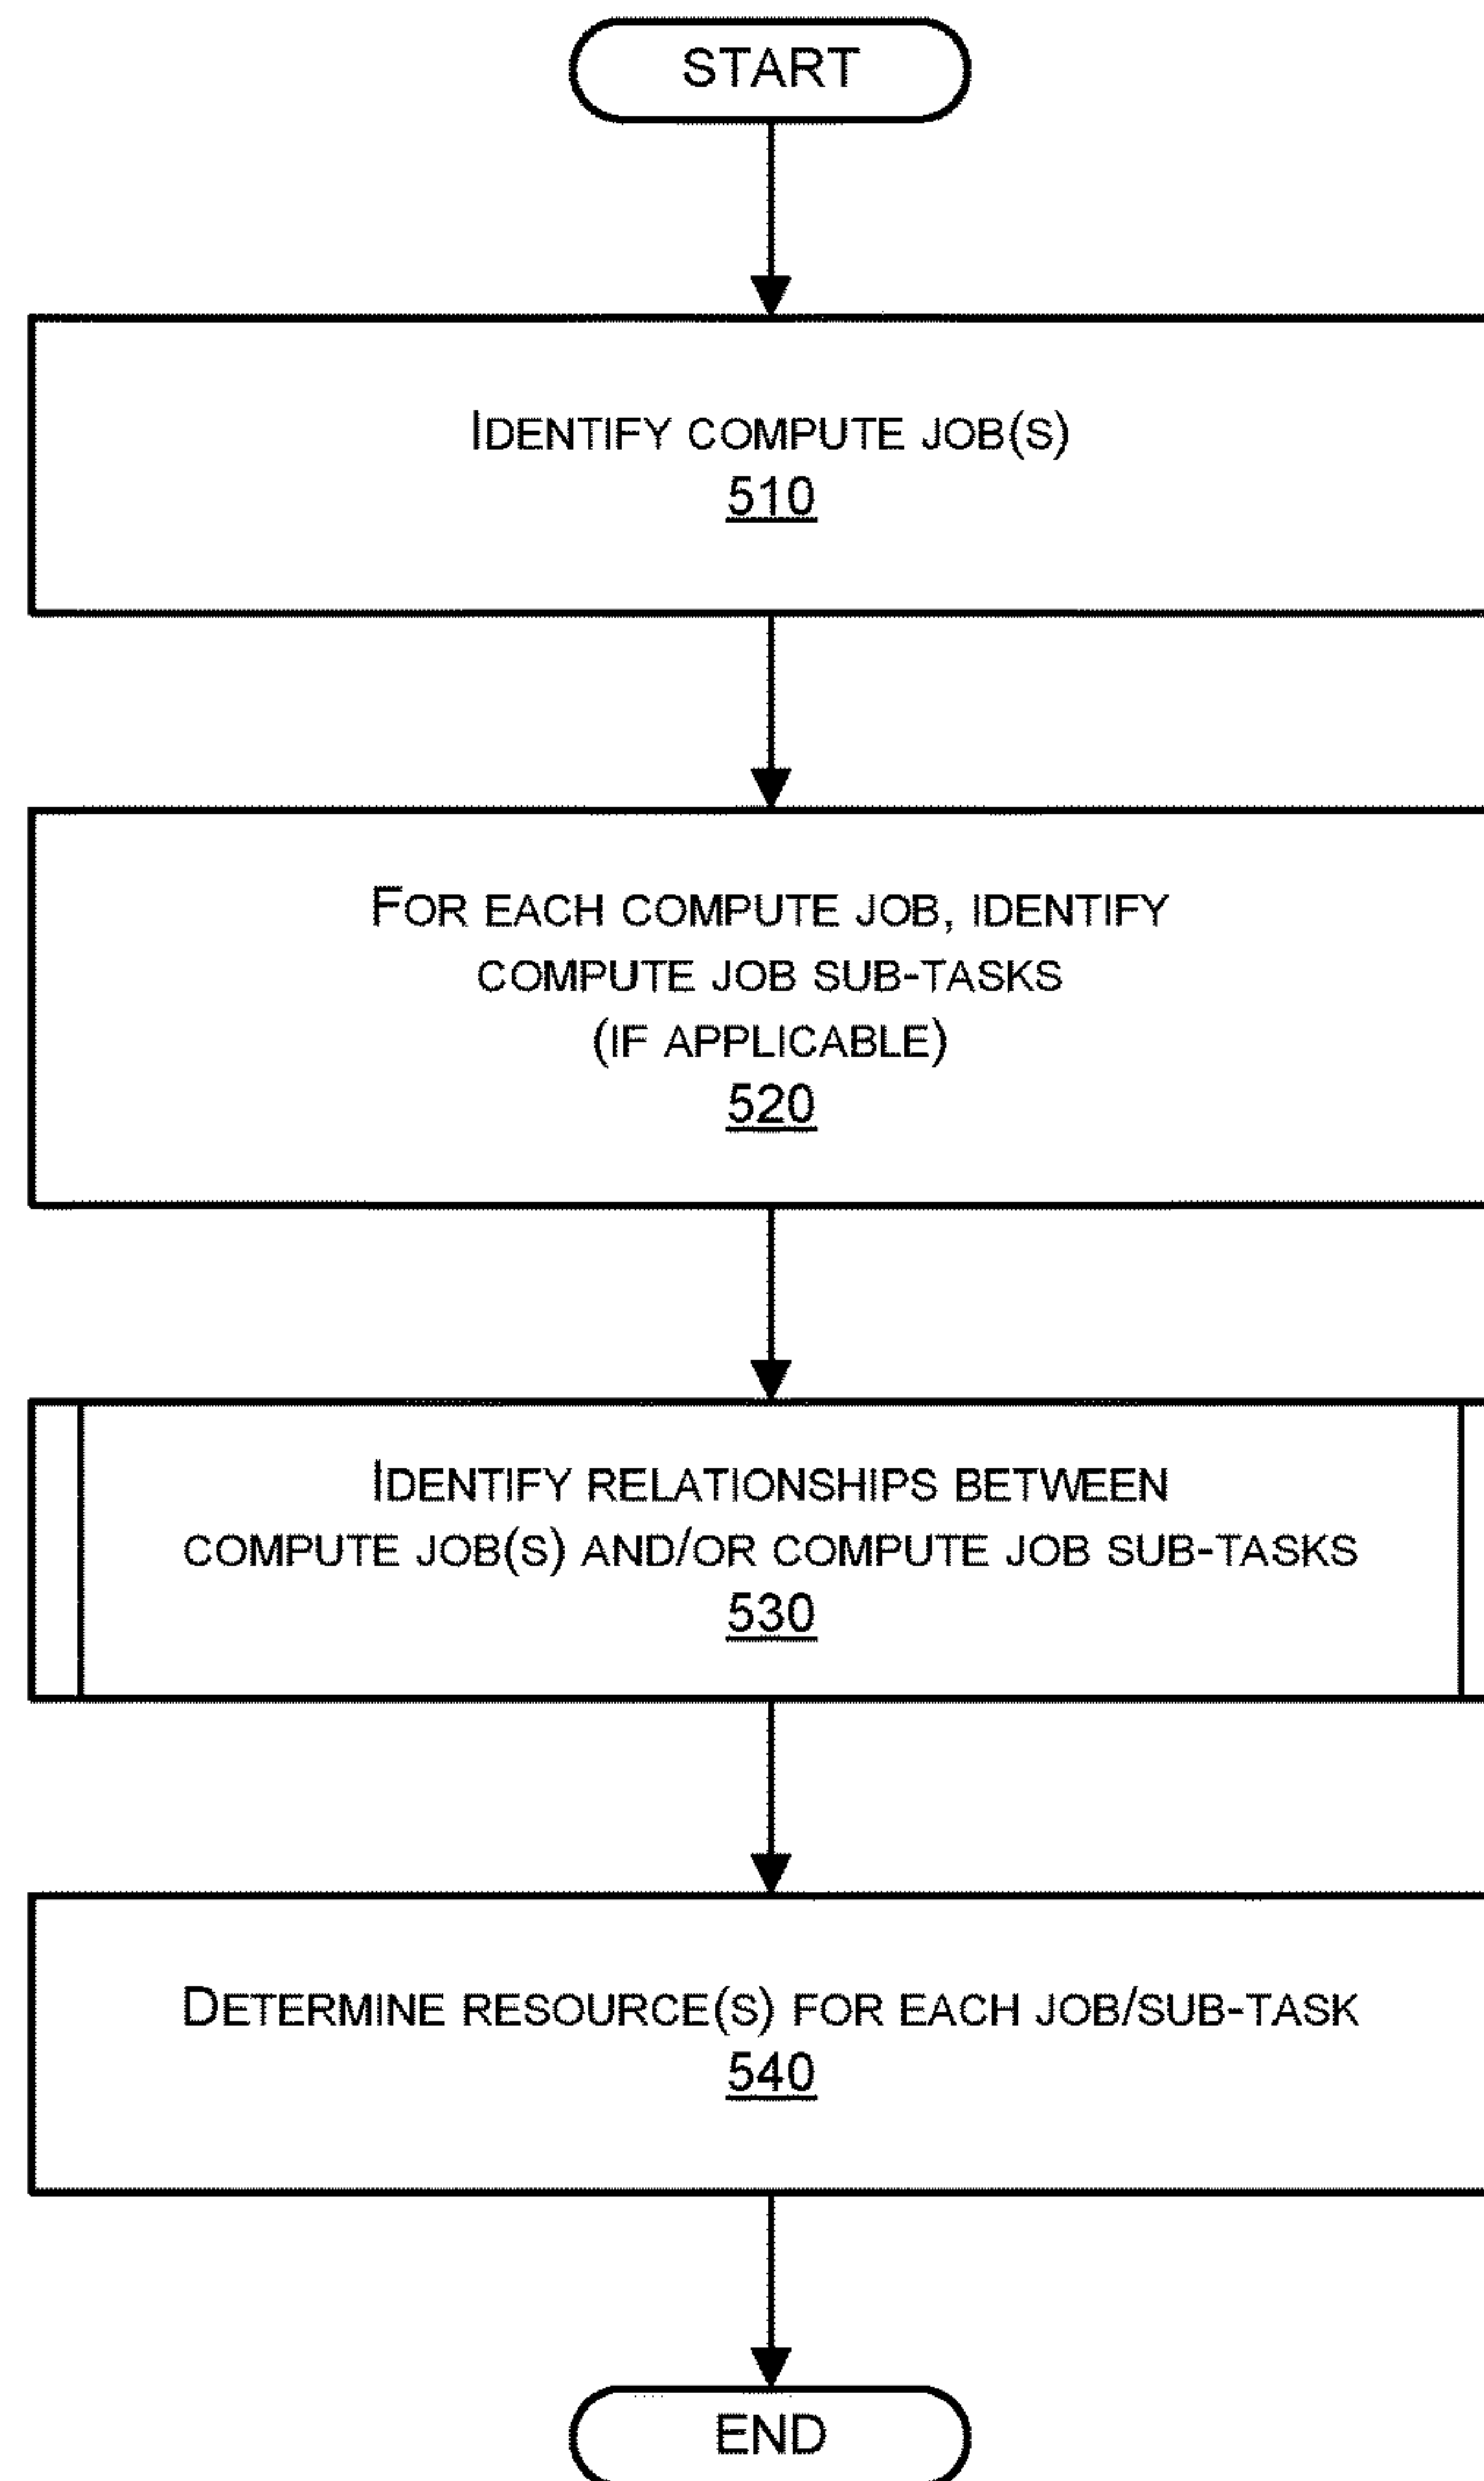 START
IDENTIFY COMPUTE JOB(S)
510
FOR EACH COMPUTE JOB, IDENTIFY
COMPUTE JOB SUB-TASKS
(IF APPLICABLE)
520
IDENTIFY RELATIONSHIPS BETWEEN
COMPUTE JOB(S) AND/OR COMPUTE JOB SUB-TASKS
530
DETERMINE RESOURCE(S) FOR EACH JOB/SUB-TASK
540
END